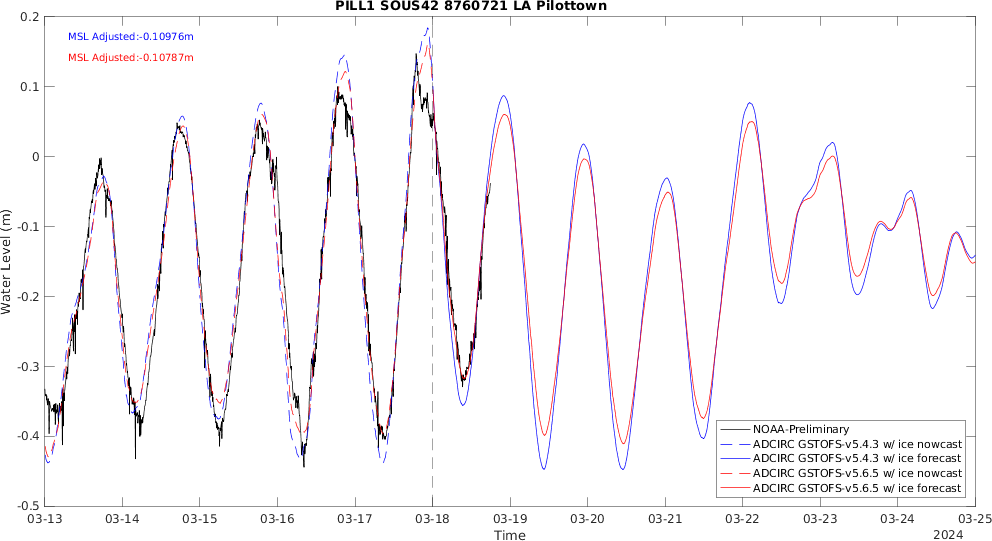 PILL1 SOUS42 8760721 LA Pilottown
MSL Adjusted:-0.10976m
MSL Adjusted:-0.10787m
Water Level (m)
0.2
0.1
0
-0.1
-0.2
-0.3
-0.4
-0.5
NOAA-Preliminary
ADCIRC GSTOFS-v5.4.3 w/ ice nowcast
ADCIRC GSTOFS-v5.4.3 w/ ice forecast
ADCIRC GSTOFS-v5.6.5 w/ ice nowcast
ADCIRC GSTOFS-v5.6.5 w/ ice forecast
03-13 03-14 03-15 03-16 03-17 03-18 03-19 03-20 03-21 03-22 03-23 03-24 03-25
Time
2024